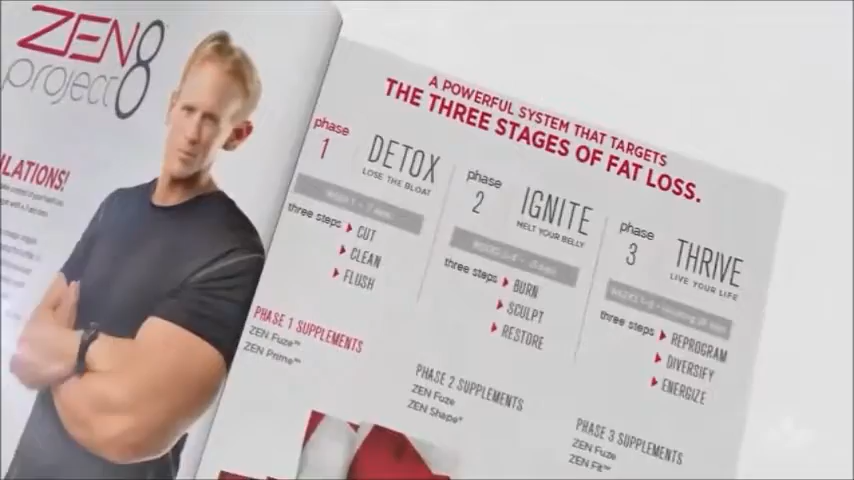 ZEN8
project
LATIONS!
A POWERFUL SYSTEM THAT TARGETS
THE THREE STAGES OF FAT LOSS.
phase
1
DETOX
LOSE THE BLOAT
three steps
CUT
CLEAN
FLUSH
PHASE 1 SUPPLEMENTS
ZEN Fuze™
ZEN Prime™
phase
2
IGNITE
MELT YOUR BELLY
three steps
BURN
SCULPT
RESTORE
PHASE 2 SUPPLEMENTS
ZEN Fuze
ZEN Shape
phase
3
THRIVE
LIVE YOUR LIFE
three steps
REPROGRAM
DIVERSIFY
ENERGIZE
PHASE 3 SUPPLEMENTS
ZEN Fuze
ZEN Fit™